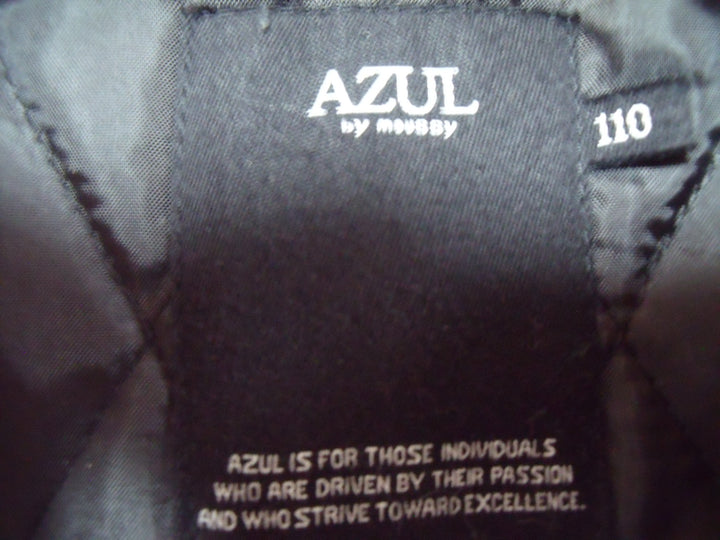 AZUL
by moussy
110
AZUL IS FOR THOSE INDIVIDUALS
WHO ARE DRIVEN BY THEIR PASSION
AND WHO STRIVE TOWARD EXCELLENCE.